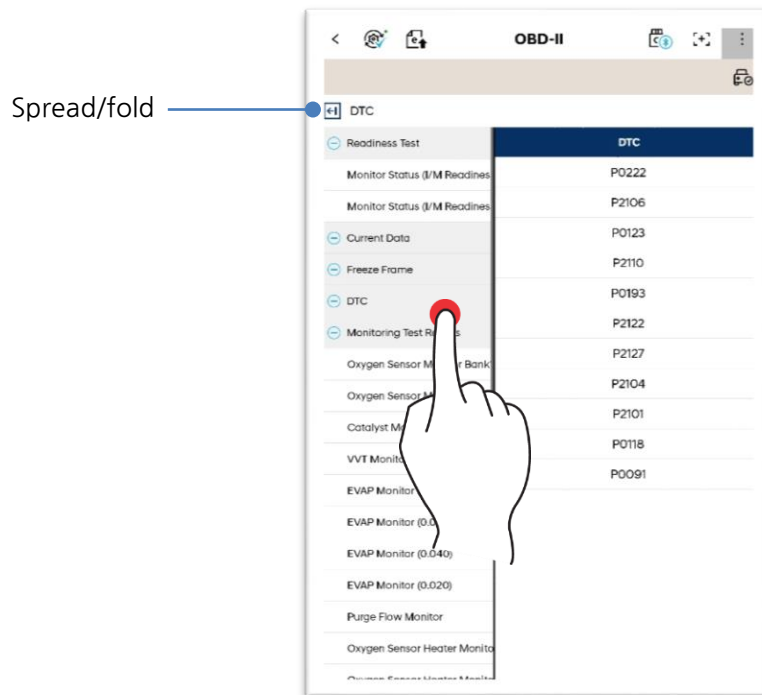 OBD-II
Spread/fold
DTC
Readiness Test
Monitor Status (I/M Readines
Monitor Status (I/M Readines
Current Data
Freeze Frame
DTC
Monitoring Test R s
Oxygen Sensor M r Bank
Oxygen Sensor M
Catalyst M
VVT Monito
EVAP Monitor
EVAP Monitor (0.0
EVAP Monitor (0.040)
EVAP Monitor (0.020)
Purge Flow Monitor
Oxygen Sensor Heater Monito
DTC
P0222
P2106
P0123
P2110
P0193
P2122
P2127
P2104
P2101
P0118
P0091